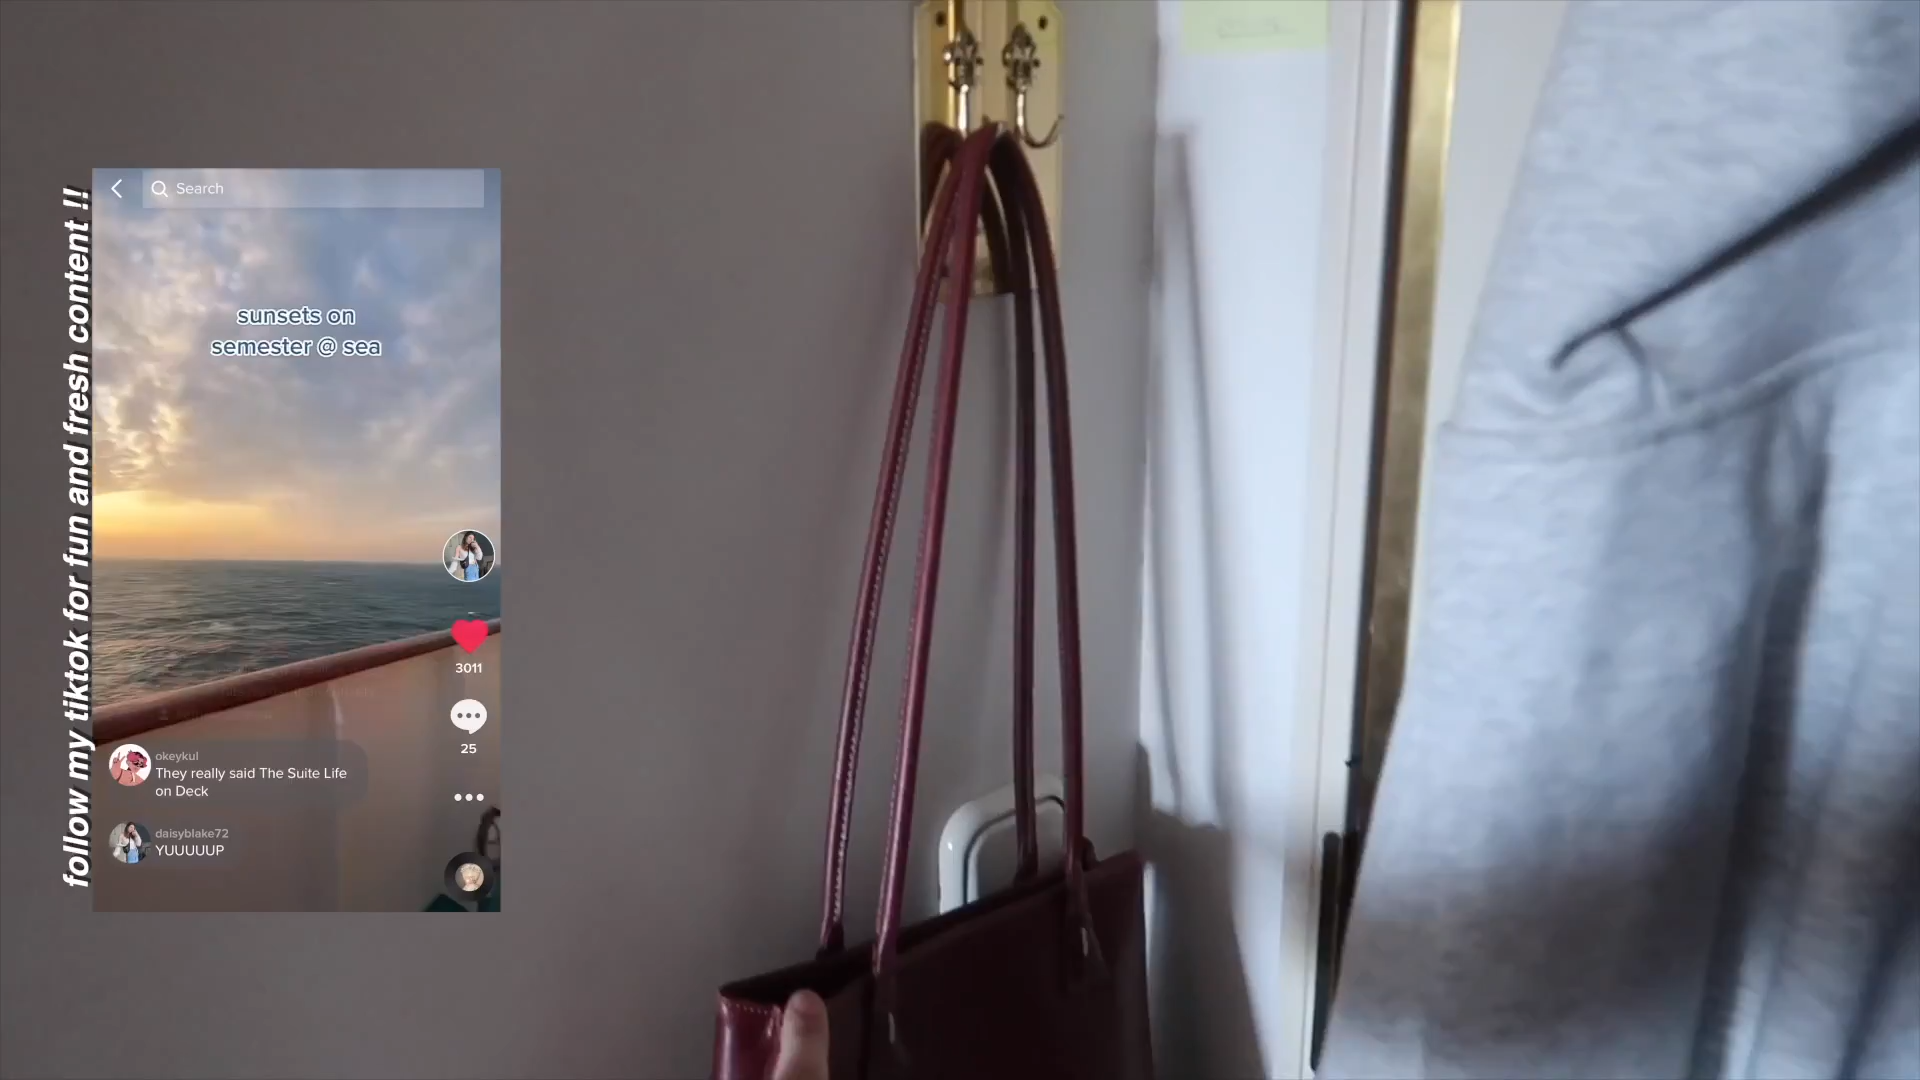 follow my tiktok for fun and fresh content !!
Search
sunsets on
semester @ sea
3011
25
okeykul
They really said The Suite Life
on Deck
daisyblake72
YUUUUUP